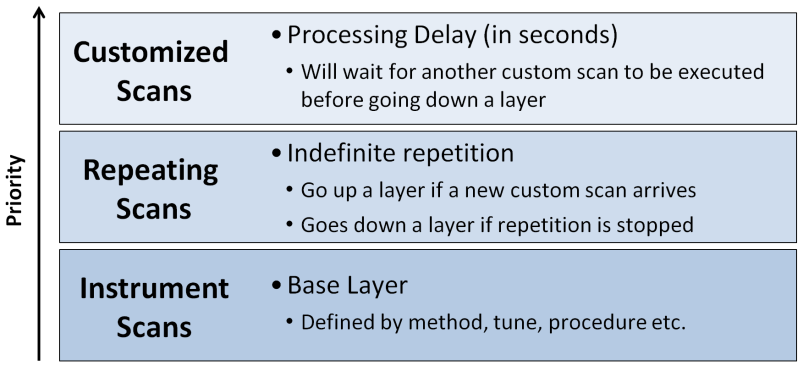 Priority
Customized
Scans
• Processing Delay (in seconds)
• Will wait for another custom scan to be executed
before going down a layer
Repeating
Scans
• Indefinite repetition
• Go up a layer if a new custom scan arrives
• Goes down a layer if repetition is stopped
Instrument
Scans
• Base Layer
• Defined by method, tune, procedure etc.